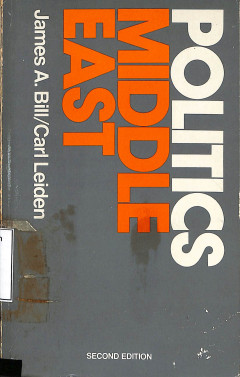 POLITICS
MIDDLE
EAST
James A. Bill/Carl Leiden
SECOND EDITION